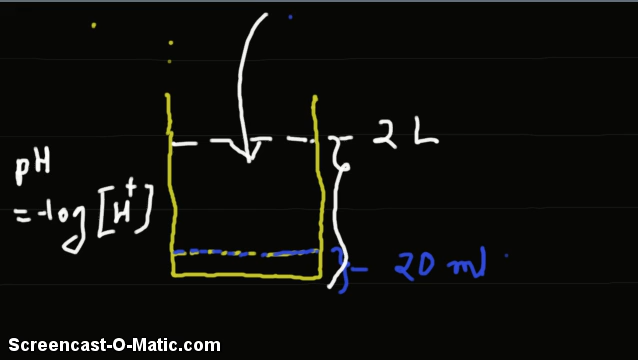 2 L
pH
= -log [H⁺]
20 ml
Screencast-O-Matic.com